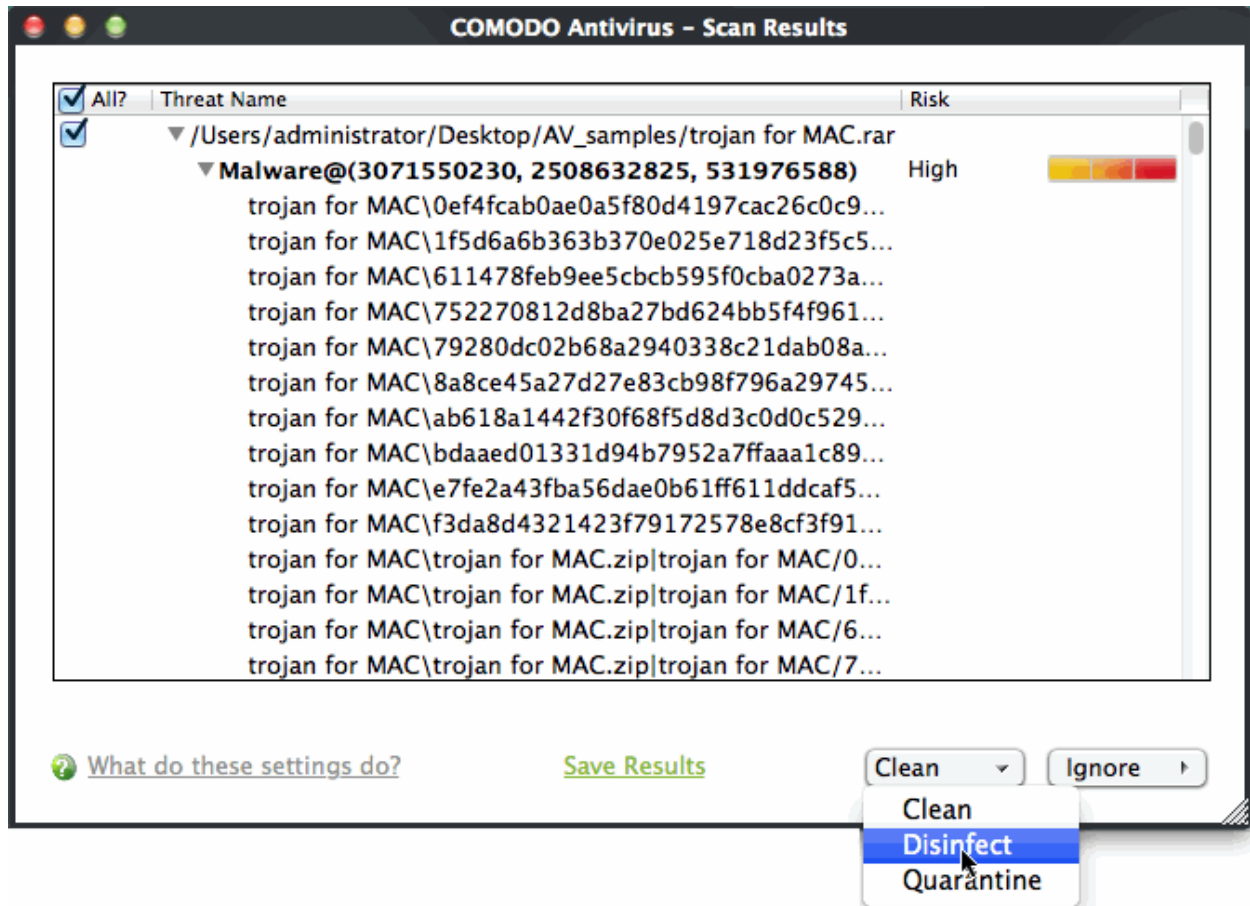 COMODO Antivirus – Scan Results
All? Threat Name Risk
/Users/administrator/Desktop/AV_samples/trojan for MAC.rar
Malware@(3071550230, 2508632825, 531976588) High
trojan for MAC\0ef4fcab0ae0a5f80d4197cac26c0c9...
trojan for MAC\1f5d6a6b363b370e025e718d23f5c5...
trojan for MAC\611478feb9ee5cbcb595f0cba0273a...
trojan for MAC\752270812d8ba27bd624bb5f4f961...
trojan for MAC\79280dc02b68a2940338c21dab08a...
trojan for MAC\8a8ce45a27d27e83cb98f796a29745...
trojan for MAC\ab618a1442f30f68f5d8d3c0d0c529...
trojan for MAC\bdaaed01331d94b7952a7ffaaa1c89...
trojan for MAC\e7fe2a43fba56dae0b61ff611ddcaf5...
trojan for MAC\f3da8d4321423f79172578e8cf3f91...
trojan for MAC\trojan for MAC.zip|trojan for MAC/0...
trojan for MAC\trojan for MAC.zip|trojan for MAC/1f...
trojan for MAC\trojan for MAC.zip|trojan for MAC/6...
trojan for MAC\trojan for MAC.zip|trojan for MAC/7...
What do these settings do? Save Results Clean Ignore
Clean
Disinfect
Quarantine